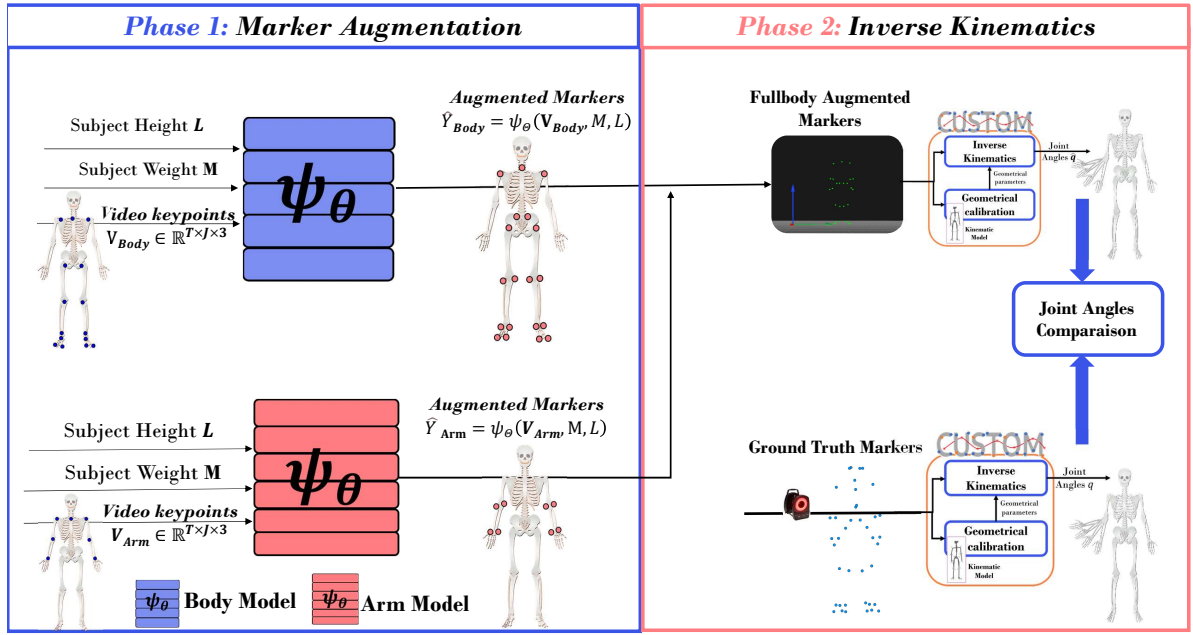 Phase 1: Marker Augmentation
Phase 2: Inverse Kinematics
Subject Height L
Subject Weight M
Video keypoints
V_Body ∈ ℝ^{T×J×3}
ψ_θ
Augmented Markers
Ŷ_Body = ψ_Θ(V_Body, M, L)
Fullbody Augmented
Markers
CUSTOM
Inverse
Kinematics
Joint
Angles q
Geometrical
parameters
Geometrical
calibration
Kinematic
Model
Joint Angles
Comparaison
Subject Height L
Subject Weight M
Video keypoints
V_Arm ∈ ℝ^{T×J×3}
ψ_θ
Augmented Markers
Ŷ_Arm = ψ_Θ(V_Arm, M, L)
Ground Truth Markers
CUSTOM
Inverse
Kinematics
Joint
Angles q
Geometrical
parameters
Geometrical
calibration
Kinematic
Model
ψ_θ Body Model
ψ_θ Arm Model